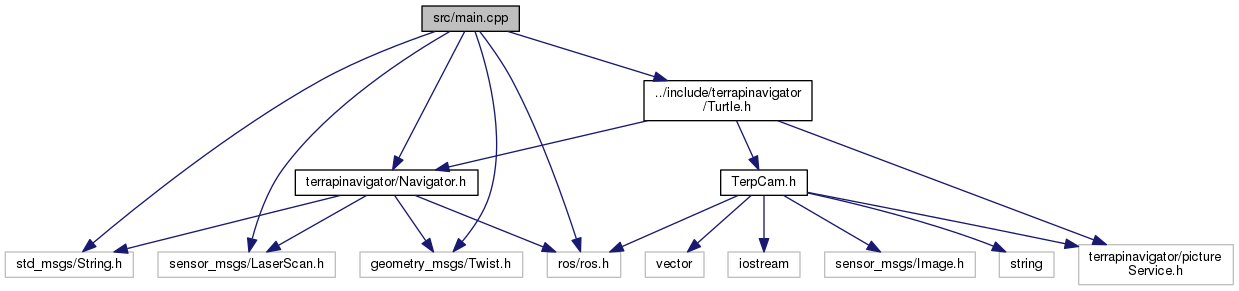 src/main.cpp
../include/terrapinavigator
/Turtle.h
terrapinavigator/Navigator.h
TerpCam.h
std_msgs/String.h
sensor_msgs/LaserScan.h
geometry_msgs/Twist.h
ros/ros.h
vector
iostream
sensor_msgs/Image.h
string
terrapinavigator/picture
Service.h